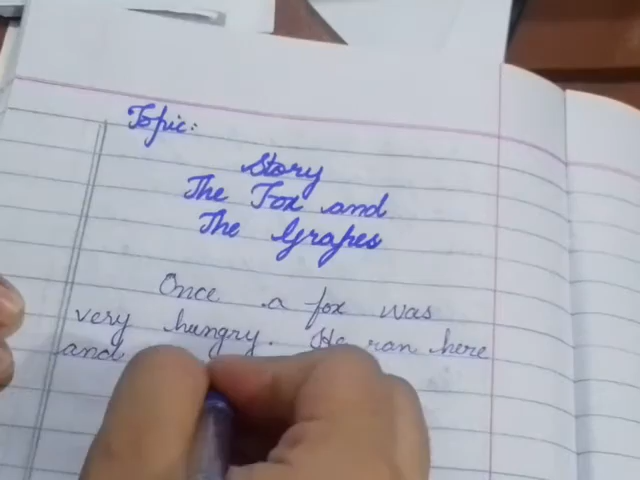 Topic:
Story
The Fox and
The Grapes
Once a fox was
very hungry. He ran here
and